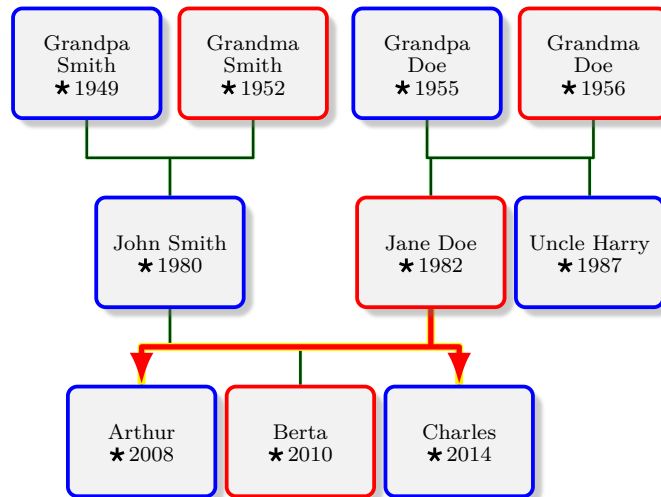 Grandpa
Smith
★ 1949
Grandma
Smith
★ 1952
Grandpa
Doe
★ 1955
Grandma
Doe
★ 1956
John Smith
★ 1980
Jane Doe
★ 1982
Uncle Harry
★ 1987
Arthur
★ 2008
Berta
★ 2010
Charles
★ 2014